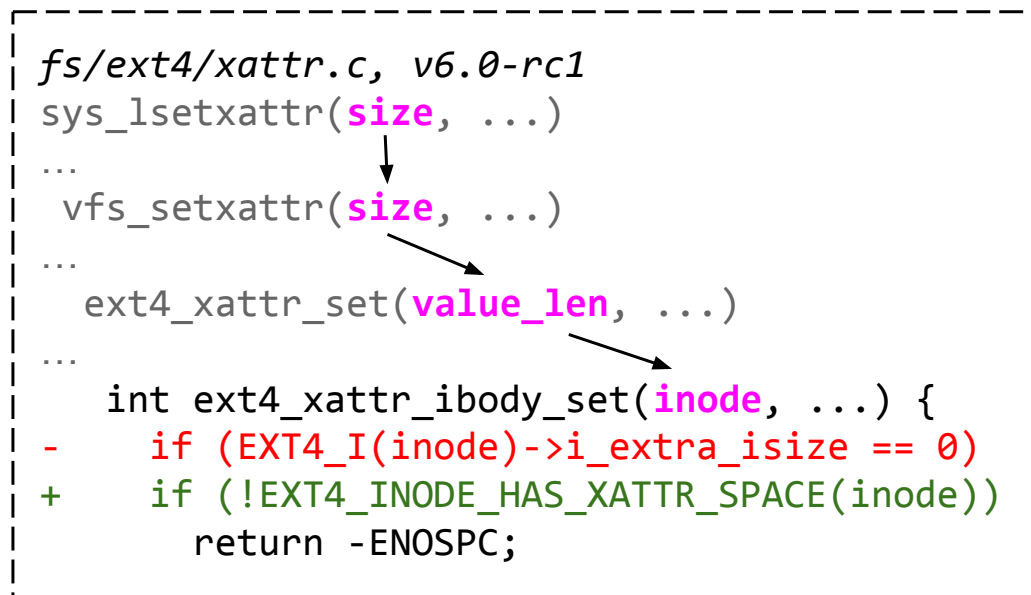 fs/ext4/xattr.c, v6.0-rc1
sys_lsetxattr(size, ...)
...
vfs_setxattr(size, ...)
...
ext4_xattr_set(value_len, ...)
...
int ext4_xattr_ibody_set(inode, ...) {
- if (EXT4_I(inode)->i_extra_isize == 0)
+ if (!EXT4_INODE_HAS_XATTR_SPACE(inode))
return -ENOSPC;